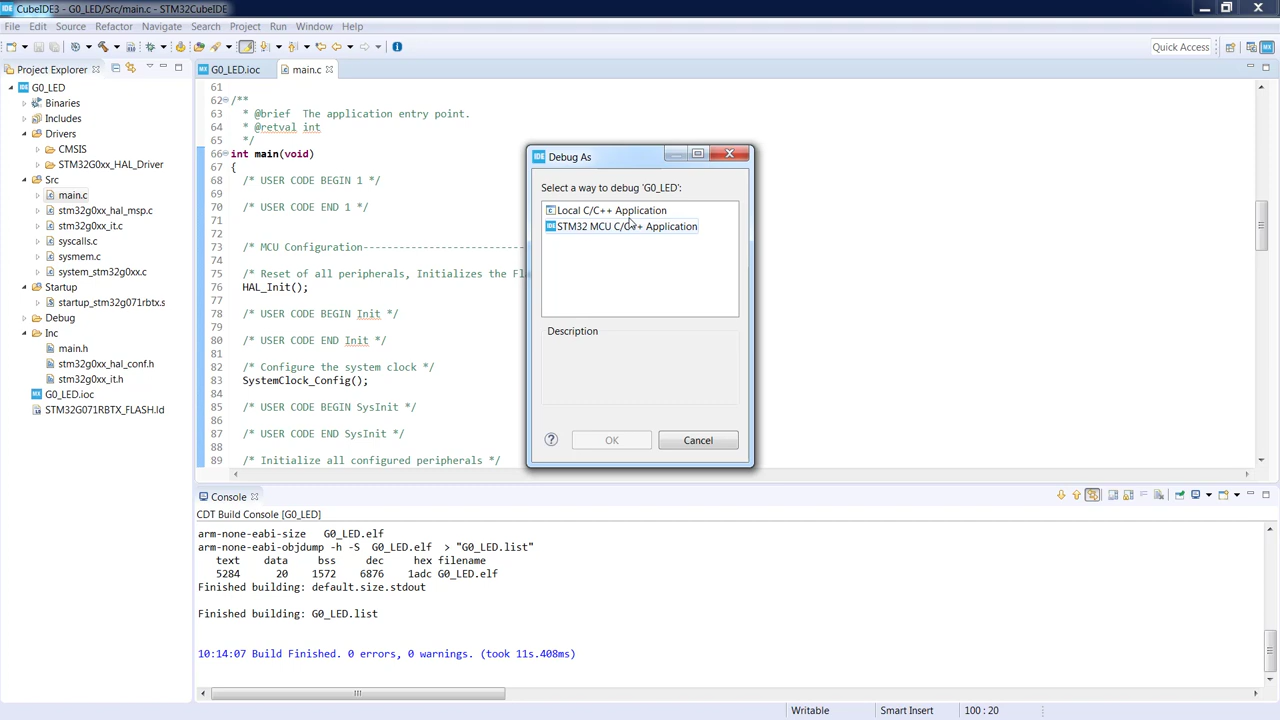 IDE CubeIDE3 - G0_LED/Src/main.c - STM32CubeIDE
File Edit Source Refactor Navigate Search Project Run Window Help
Quick Access
Project Explorer
G0_LED.ioc
main.c
IDE G0_LED
Binaries
Includes
Drivers
CMSIS
STM32G0xx_HAL_Driver
Src
main.c
stm32g0xx_hal_msp.c
stm32g0xx_it.c
syscalls.c
sysmem.c
system_stm32g0xx.c
Startup
startup_stm32g071rbtx.s
Debug
Inc
main.h
stm32g0xx_hal_conf.h
stm32g0xx_it.h
MX G0_LED.ioc
STM32G071RBTX_FLASH.ld
61
62 /**
63 * @brief The application entry point.
64 * @retval int
65 */
66 int main(void)
67 {
68 /* USER CODE BEGIN 1 */
69
70 /* USER CODE END 1 */
71
72
73 /* MCU Configuration--------------------------
74
75 /* Reset of all peripherals, Initializes the Fl
76 HAL_Init();
77
78 /* USER CODE BEGIN Init */
79
80 /* USER CODE END Init */
81
82 /* Configure the system clock */
83 SystemClock_Config();
84
85 /* USER CODE BEGIN SysInit */
86
87 /* USER CODE END SysInit */
88
89 /* Initialize all configured peripherals */
IDE Debug As
Select a way to debug 'G0_LED':
Local C/C++ Application
IDE STM32 MCU C/C++ Application
Description
OK
Cancel
Console
CDT Build Console [G0_LED]
arm-none-eabi-size G0_LED.elf
arm-none-eabi-objdump -h -S G0_LED.elf > "G0_LED.list"
text data bss dec hex filename
5284 20 1572 6876 1adc G0_LED.elf
Finished building: default.size.stdout
Finished building: G0_LED.list
10:14:07 Build Finished. 0 errors, 0 warnings. (took 11s.408ms)
Writable
Smart Insert
100 : 20